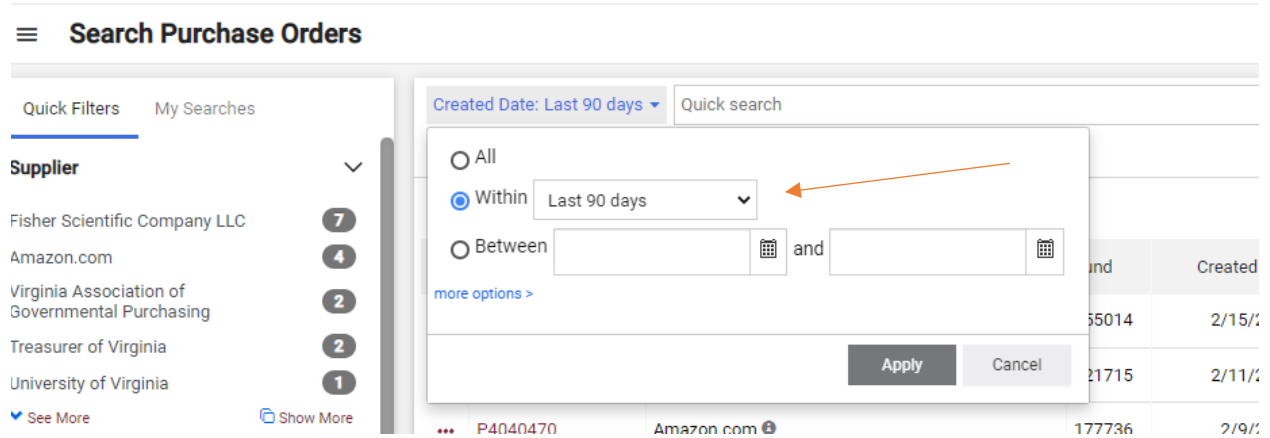 Search Purchase Orders
Quick Filters My Searches
Supplier
Fisher Scientific Company LLC 7
Amazon.com 4
Virginia Association of
Governmental Purchasing 2
Treasurer of Virginia 2
University of Virginia 1
See More Show More
Created Date: Last 90 days Quick search
All
Within Last 90 days
Between and
more options >
Apply Cancel
Created
55014 2/15/2
21715 2/11/2
P4040470 Amazon.com 177736 2/9/2